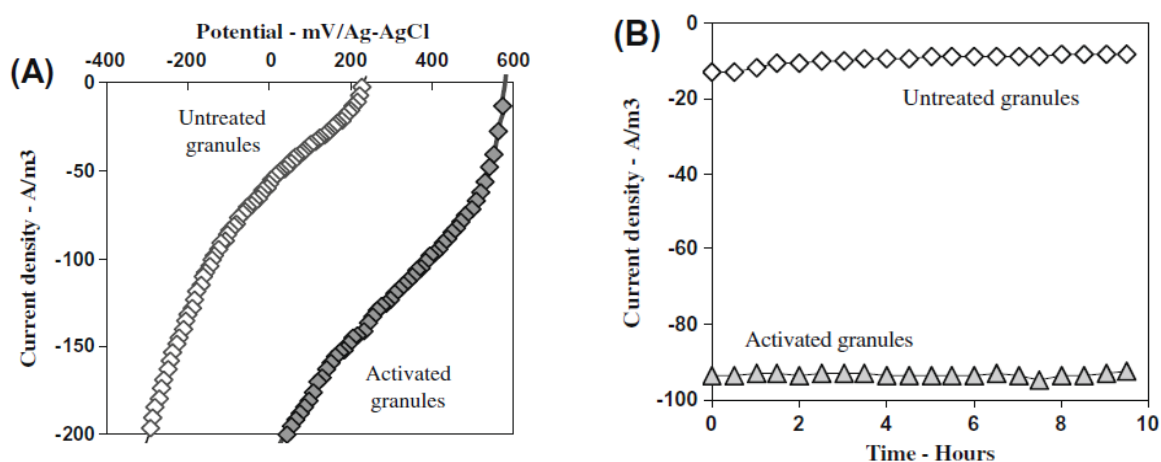 (A)
Potential - mV/Ag-AgCl
-400 -200 0 200 400 600
0
-50
-100
-150
-200
Current density - A/m3
Untreated
granules
Activated
granules
(B)
0
-20
-40
-60
-80
-100
Current density - A/m3
Untreated granules
Activated granules
0 2 4 6 8 10
Time - Hours